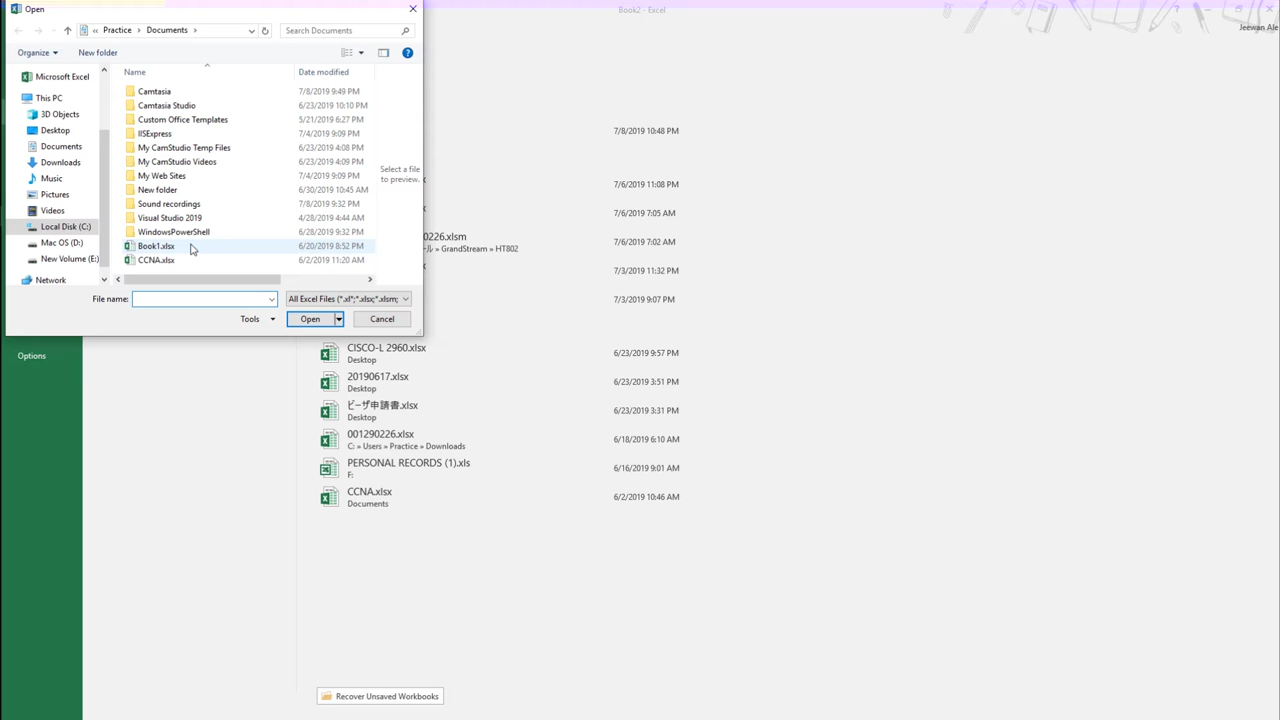 Open
Book2 - Excel
Jeewan Ale
Practice
Documents
Search Documents
Organize
New folder
Name
Date modified
Microsoft Excel
This PC
3D Objects
Desktop
Documents
Downloads
Music
Pictures
Videos
Local Disk (C:)
Mac OS (D:)
New Volume (E:)
Network
Camtasia 7/8/2019 9:49 PM
Camtasia Studio 6/23/2019 10:10 PM
Custom Office Templates 5/21/2019 6:27 PM
IISExpress 7/4/2019 9:09 PM
My CamStudio Temp Files 6/23/2019 4:08 PM
My CamStudio Videos 6/23/2019 4:09 PM
My Web Sites 7/4/2019 9:09 PM
New folder 6/30/2019 10:45 AM
Sound recordings 7/8/2019 9:32 PM
Visual Studio 2019 4/28/2019 4:44 AM
WindowsPowerShell 6/28/2019 9:32 PM
Book1.xlsx 6/20/2019 8:52 PM
CCNA.xlsx 6/2/2019 11:20 AM
Select a file
to preview.
File name:
All Excel Files (*.xl*;*.xlsx;*.xlsm;
Tools
Open
Cancel
7/8/2019 10:48 PM
7/6/2019 11:08 PM
7/6/2019 7:05 AM
0226.xlsm 7/6/2019 7:02 AM
ール » GrandStream » HT802
7/3/2019 11:32 PM
7/3/2019 9:07 PM
Options
CISCO-L 2960.xlsx 6/23/2019 9:57 PM
Desktop
20190617.xlsx 6/23/2019 3:51 PM
Desktop
ビーザ申請書.xlsx 6/23/2019 3:31 PM
Desktop
001290226.xlsx 6/18/2019 6:10 AM
C: » Users » Practice » Downloads
PERSONAL RECORDS (1).xls 6/16/2019 9:01 AM
F:
CCNA.xlsx 6/2/2019 10:46 AM
Documents
Recover Unsaved Workbooks